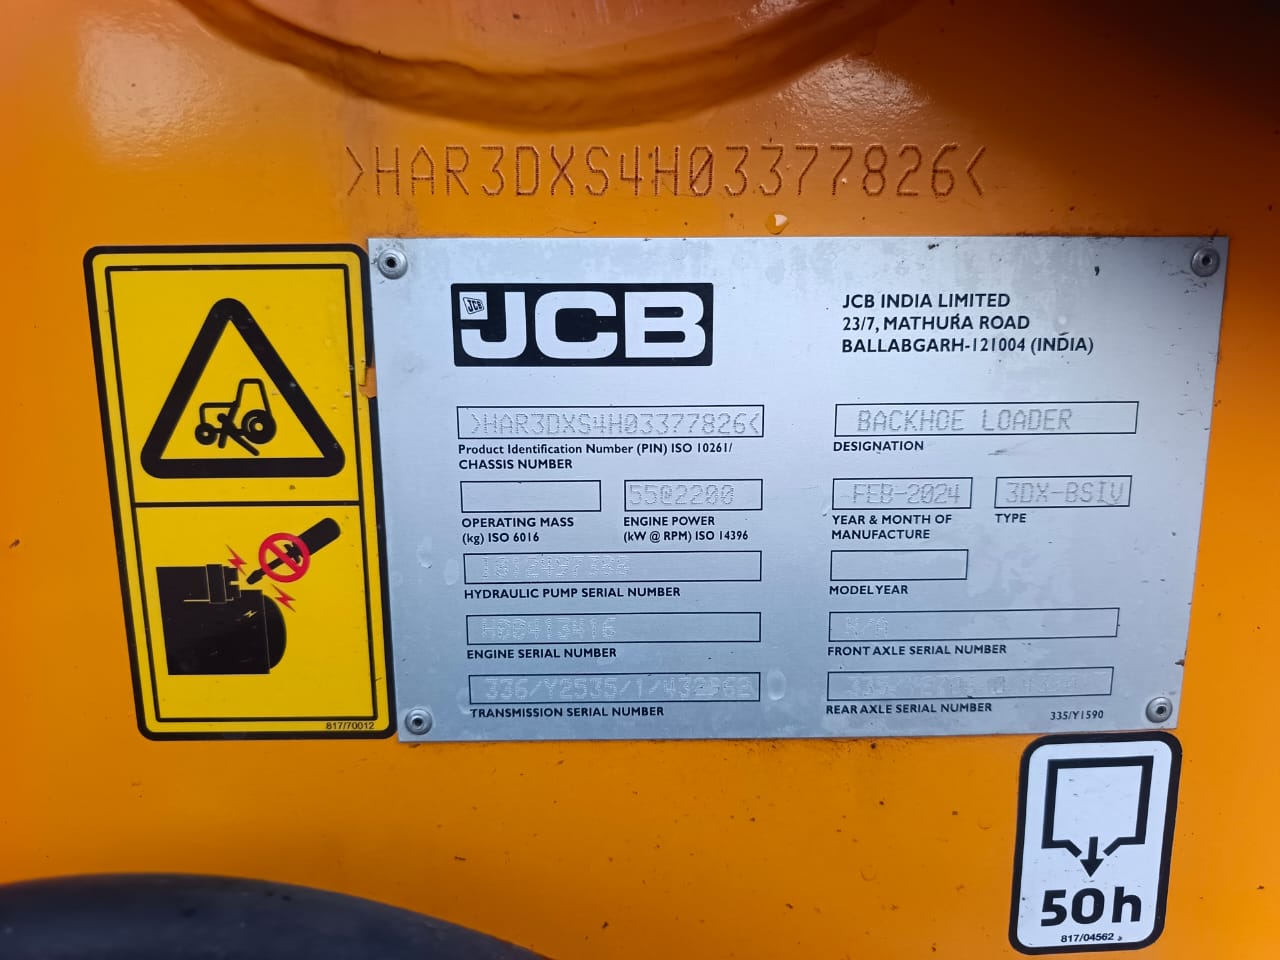 >HAR3DXS4H03377826<
JCB
JCB
JCB INDIA LIMITED
23/7, MATHURA ROAD
BALLABGARH-121004 (INDIA)
>HAR3DXS4H03377826<
Product Identification Number (PIN) ISO 10261/
CHASSIS NUMBER
BACKHOE LOADER
DESIGNATION
OPERATING MASS
(kg) ISO 6016
55@2200
ENGINE POWER
(kW @ RPM) ISO 14396
FEB-2024
YEAR & MONTH OF
MANUFACTURE
3DX-BSIV
TYPE
HYDRAULIC PUMP SERIAL NUMBER
MODEL YEAR
ENGINE SERIAL NUMBER
N/A
FRONT AXLE SERIAL NUMBER
TRANSMISSION SERIAL NUMBER
REAR AXLE SERIAL NUMBER
335/Y1590
817/70012
50h
817/04562